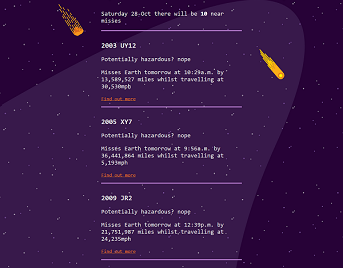 Saturday 28-Oct there will be 10 near
misses
2003 UY12
Potentially hazardous? nope
Misses Earth tomorrow at 10:29a.m. by
13,589,527 miles whilst travelling at
30,530mph
Find out more
2005 XY7
Potentially hazardous? nope
Misses Earth tomorrow at 9:56a.m. by
36,441,864 miles whilst travelling at
5,193mph
Find out more
2009 JR2
Potentially hazardous? nope
Misses Earth tomorrow at 12:39p.m. by
21,751,987 miles whilst travelling at
24,235mph
Find out more